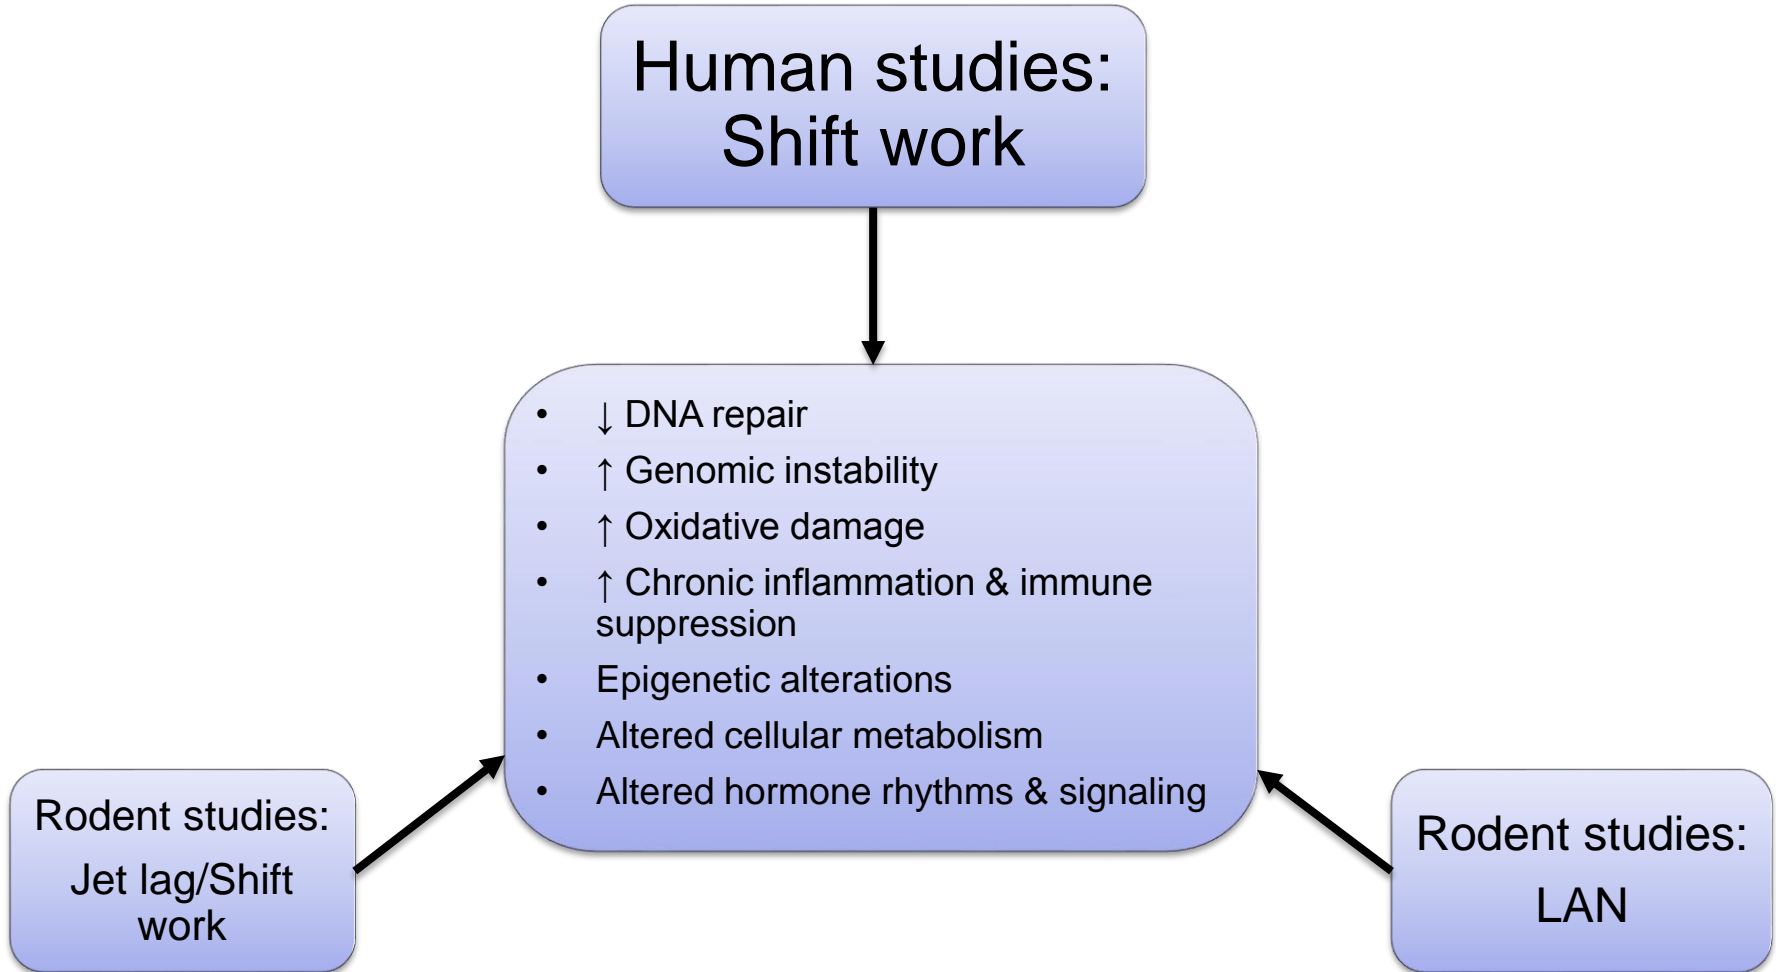 Human studies:
Shift work
• ↓ DNA repair
• ↑ Genomic instability
• ↑ Oxidative damage
• ↑ Chronic inflammation & immune
suppression
• Epigenetic alterations
• Altered cellular metabolism
• Altered hormone rhythms & signaling
Rodent studies:
Jet lag/Shift
work
Rodent studies:
LAN